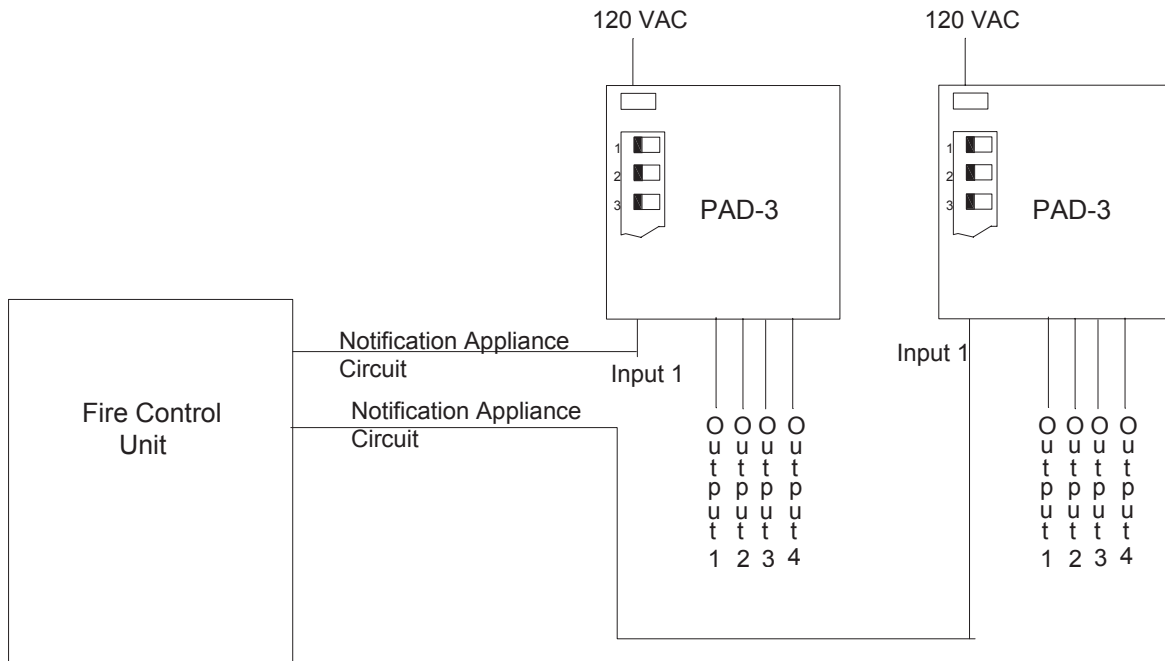 120 VAC
120 VAC
1
2
3
PAD-3
1
2
3
PAD-3
Notification Appliance
Circuit
Input 1
Input 1
Notification Appliance
Circuit
Fire Control
Unit
Output 1
Output 2
Output 3
Output 4
Output 1
Output 2
Output 3
Output 4